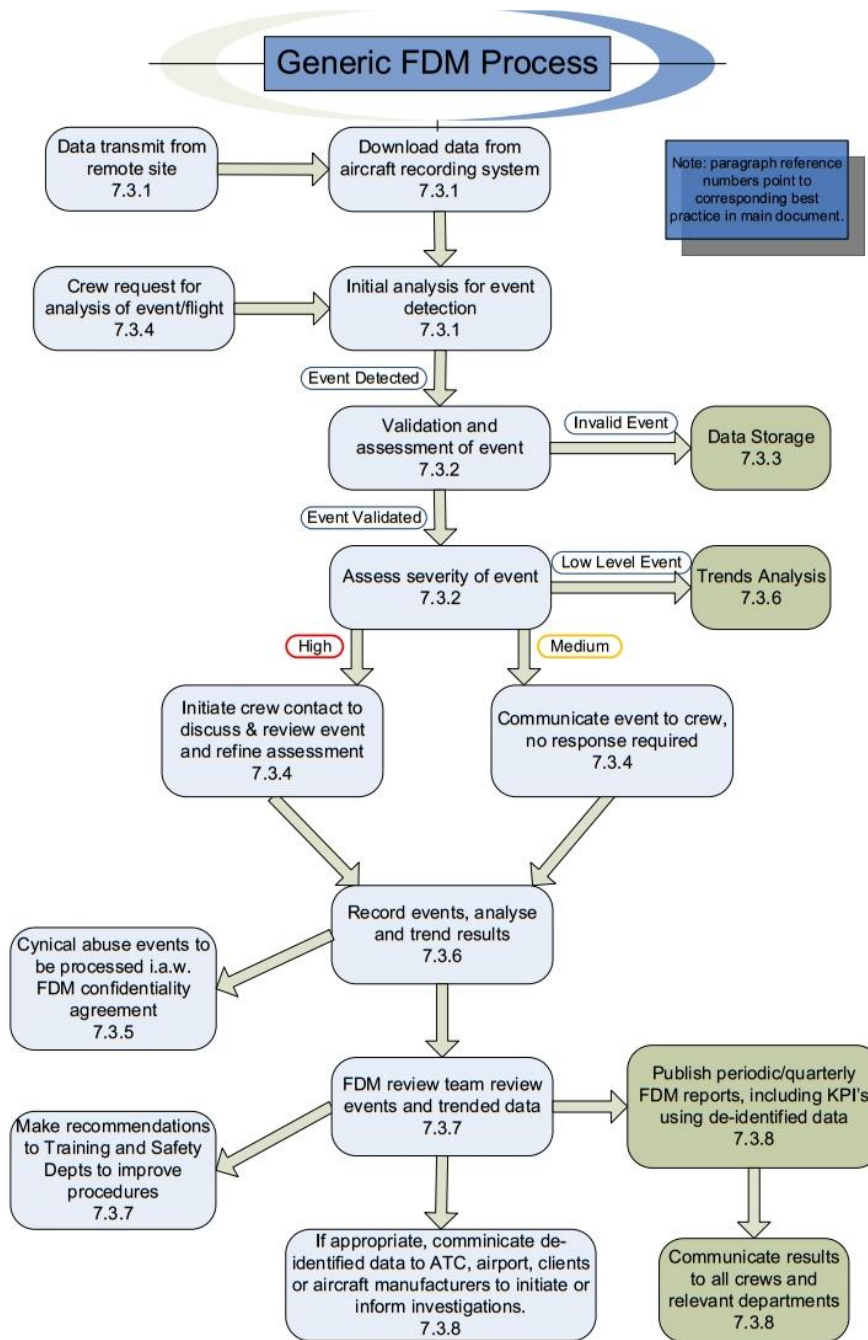 Generic FDM Process
Data transmit from
remote site
7.3.1
Download data from
aircraft recording system
7.3.1
Note: paragraph reference
numbers point to
corresponding best
practice in main document.
Crew request for
analysis of event/flight
7.3.4
Initial analysis for event
detection
7.3.1
Event Detected
Validation and
assessment of event
7.3.2
Invalid Event
Data Storage
7.3.3
Event Validated
Assess severity of event
7.3.2
Low Level Event
Trends Analysis
7.3.6
High
Medium
Initiate crew contact to
discuss & review event
and refine assessment
7.3.4
Communicate event to crew,
no response required
7.3.4
Record events, analyse
and trend results
7.3.6
Cynical abuse events to
be processed i.a.w.
FDM confidentiality
agreement
7.3.5
FDM review team review
events and trended data
7.3.7
Publish periodic/quarterly
FDM reports, including KPI's
using de-identified data
7.3.8
Make recommendations
to Training and Safety
Depts to improve
procedures
7.3.7
If appropriate, comminicate de-
identified data to ATC, airport, clients
or aircraft manufacturers to initiate or
inform investigations.
7.3.8
Communicate results
to all crews and
relevant departments
7.3.8